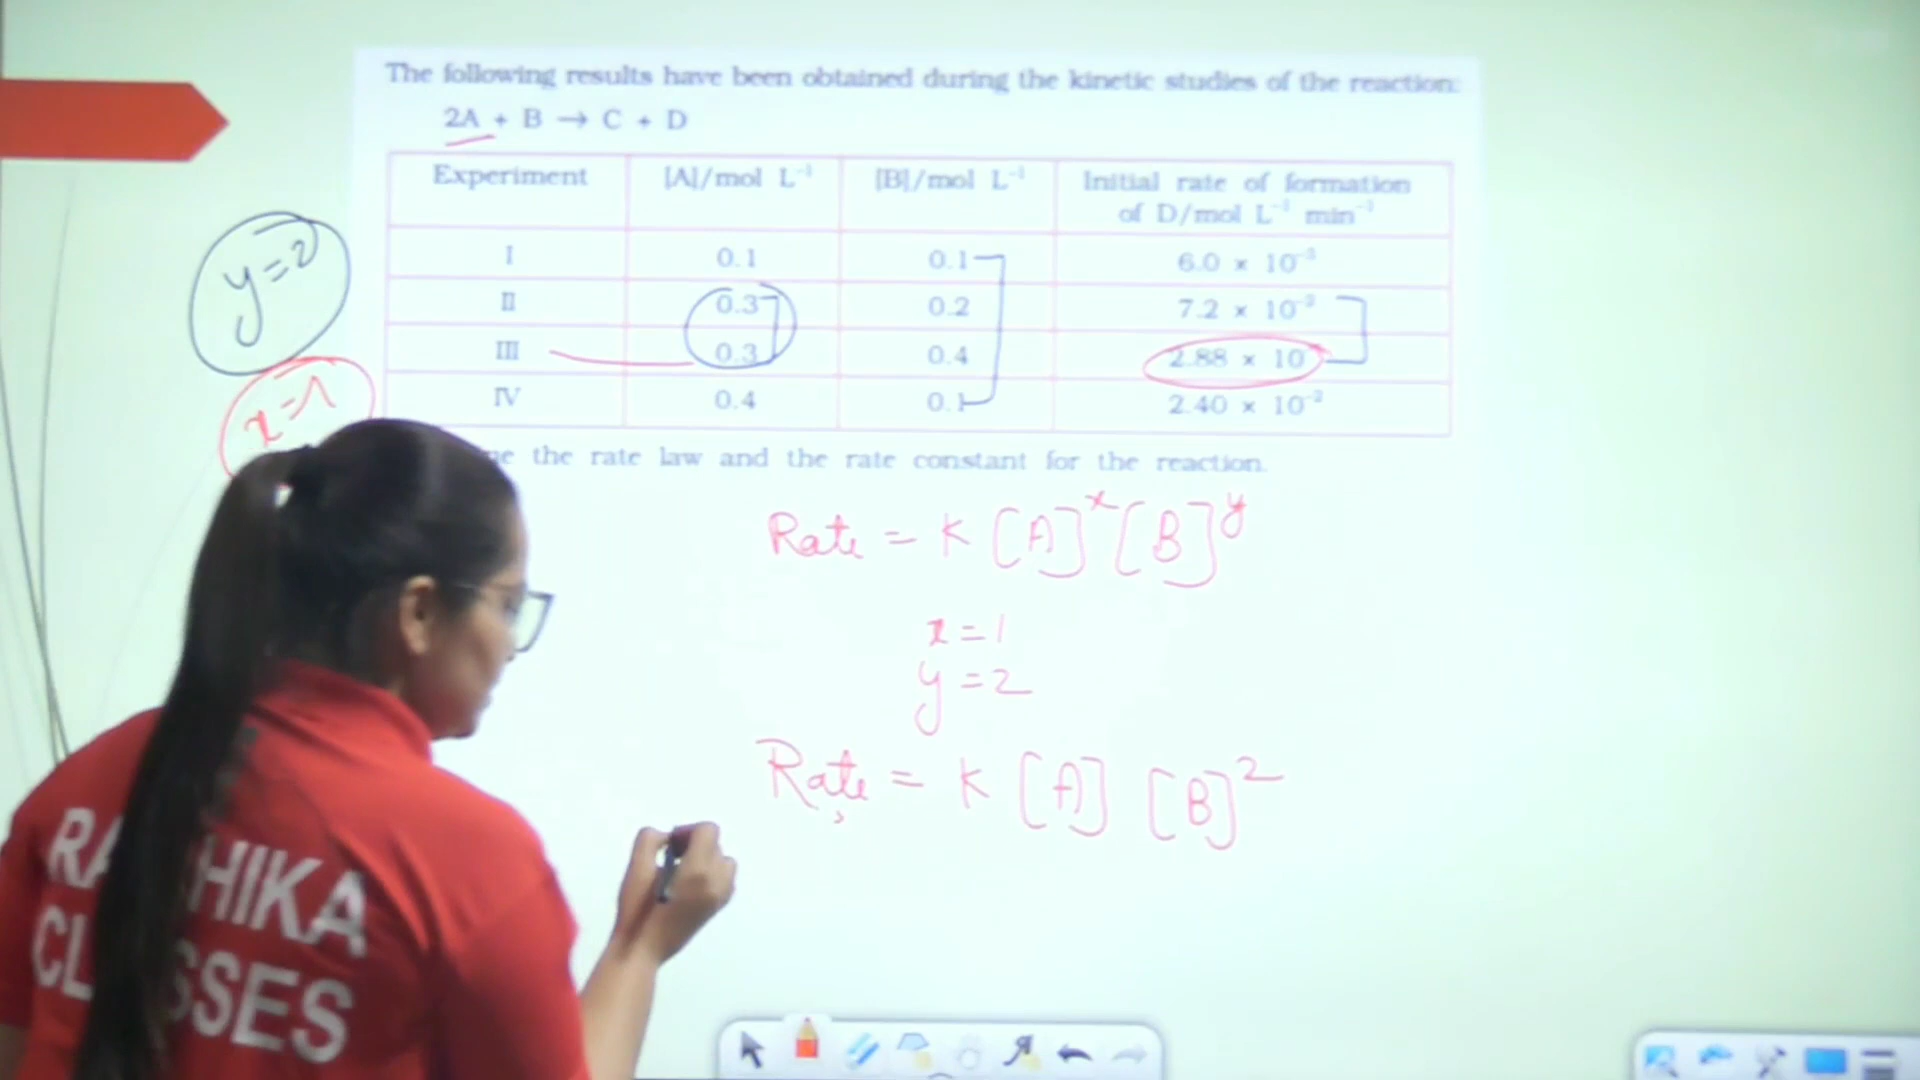 The following results have been obtained during the kinetic studies of the reaction:
2A + B → C + D
Experiment [A]/mol L⁻¹ [B]/mol L⁻¹ Initial rate of formation
of D/mol L⁻¹ min⁻¹
I 0.1 0.1 6.0 × 10⁻³
II 0.3 0.2 7.2 × 10⁻²
III 0.3 0.4 2.88 × 10
IV 0.4 0.1 2.40 × 10⁻²
the rate law and the rate constant for the reaction.
y=2
x=1
Rate = K [A]ˣ [B]ʸ
x=1
y=2
Rate = K [A] [B]²
CLASSES